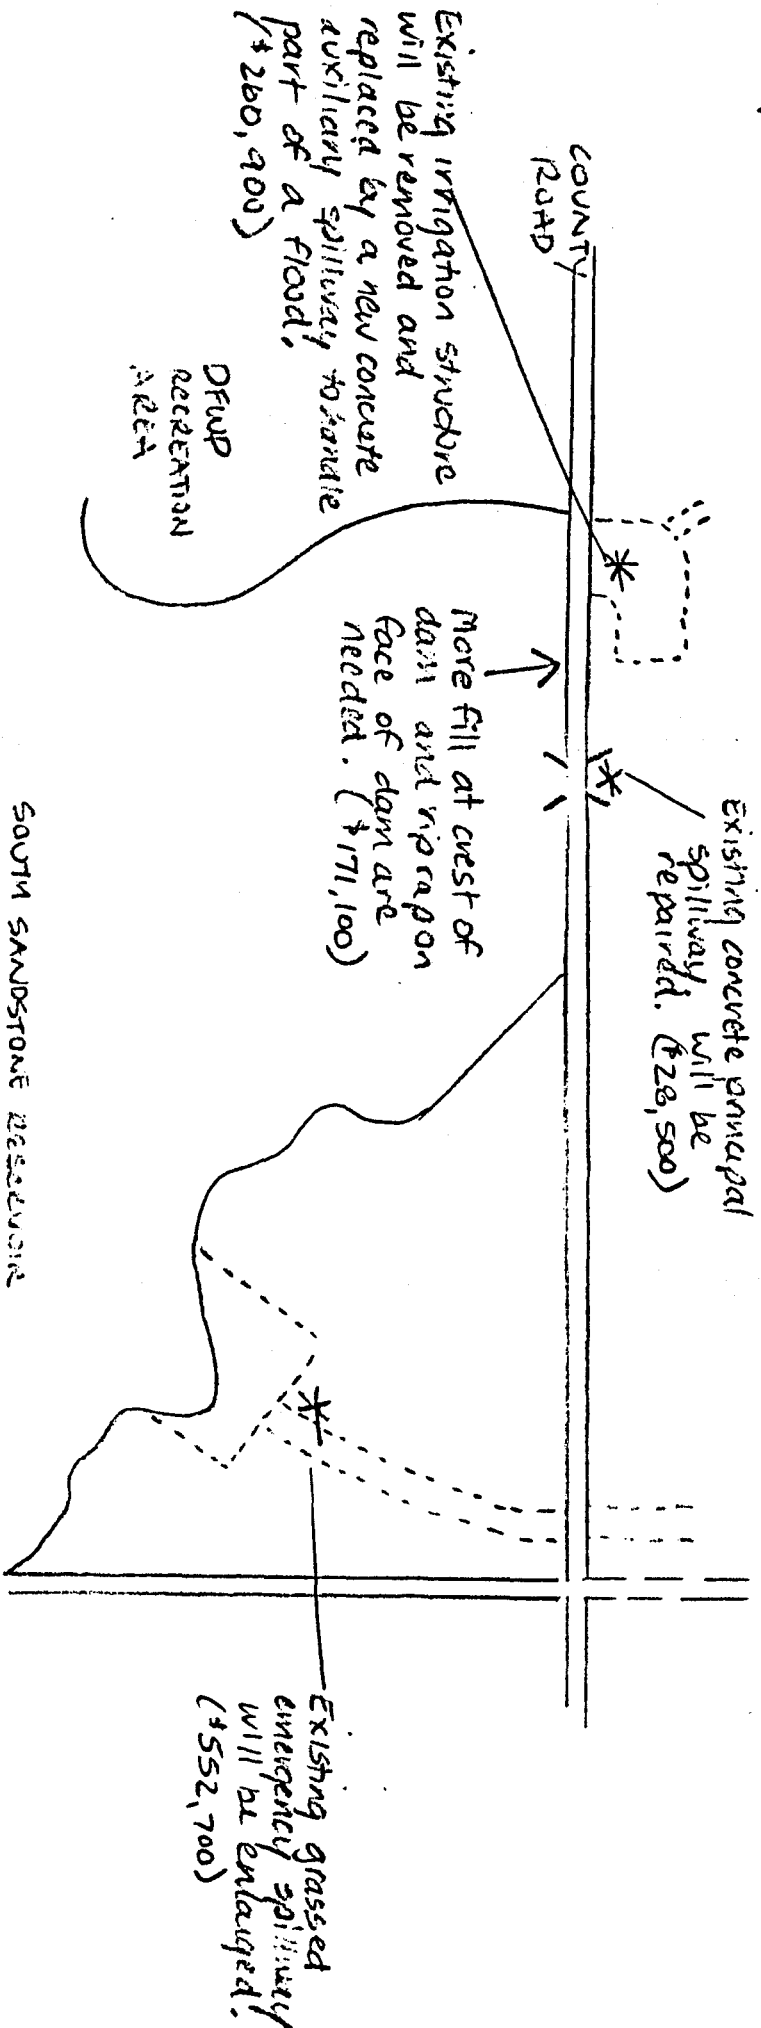 Existing irrigation structure
will be removed and
replaced by a new concrete
auxiliary spillway to handle
part of a flood.
($260,900)
COUNTY
ROAD
DFWP
RECREATION
AREA
More fill at crest of
dam and riprap on
face of dam are
needed. ($171,100)
Existing concrete principal
spillway will be
repaired. ($28,500)
SOUTH SANDSTONE RESERVOIR
Existing grassed
emergency spillway
will be enlarged.
($552,700)